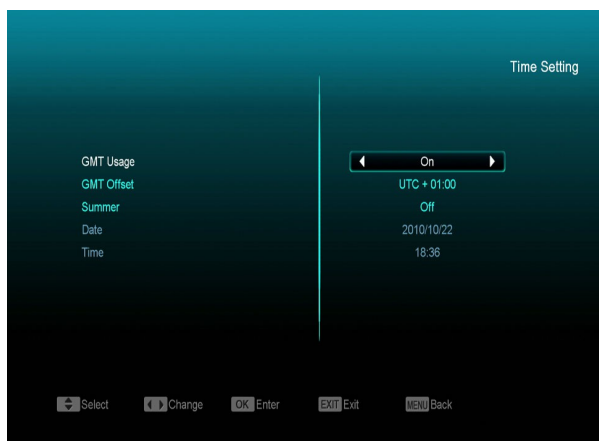 Time Setting
GMT Usage On
GMT Offset UTC + 01:00
Summer Off
Date 2010/10/22
Time 18:36
Select Change OK Enter EXIT Exit MENU Back